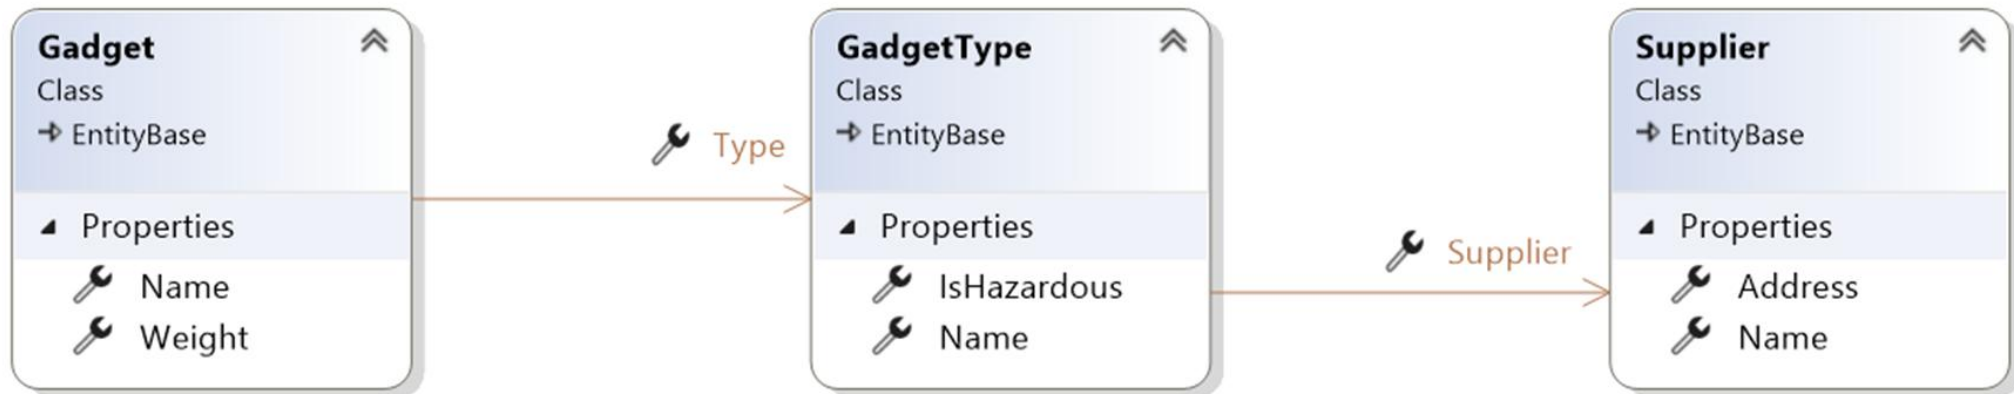 Gadget
Class
EntityBase
Properties
Name
Weight
Type
GadgetType
Class
EntityBase
Properties
IsHazardous
Name
Supplier
Supplier
Class
EntityBase
Properties
Address
Name